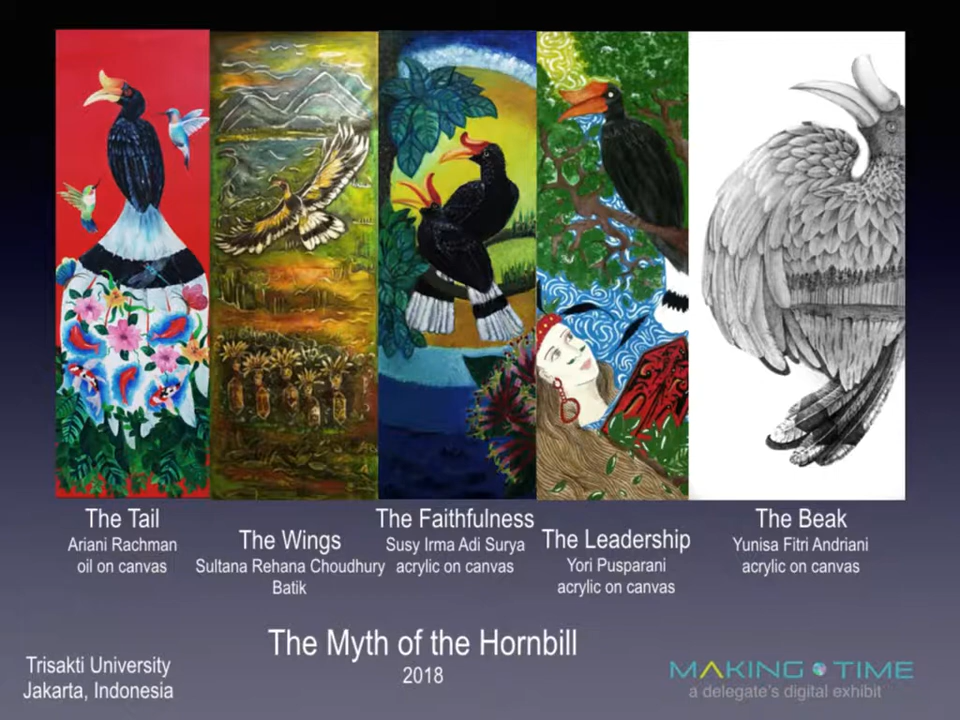 The Tail
Ariani Rachman
oil on canvas
The Wings
Sultana Rehana Choudhury
Batik
The Faithfulness
Susy Irma Adi Surya
acrylic on canvas
The Leadership
Yori Pusparani
acrylic on canvas
The Beak
Yunisa Fitri Andriani
acrylic on canvas
The Myth of the Hornbill
2018
Trisakti University
Jakarta, Indonesia
MAKING TIME
a delegate's digital exhibit